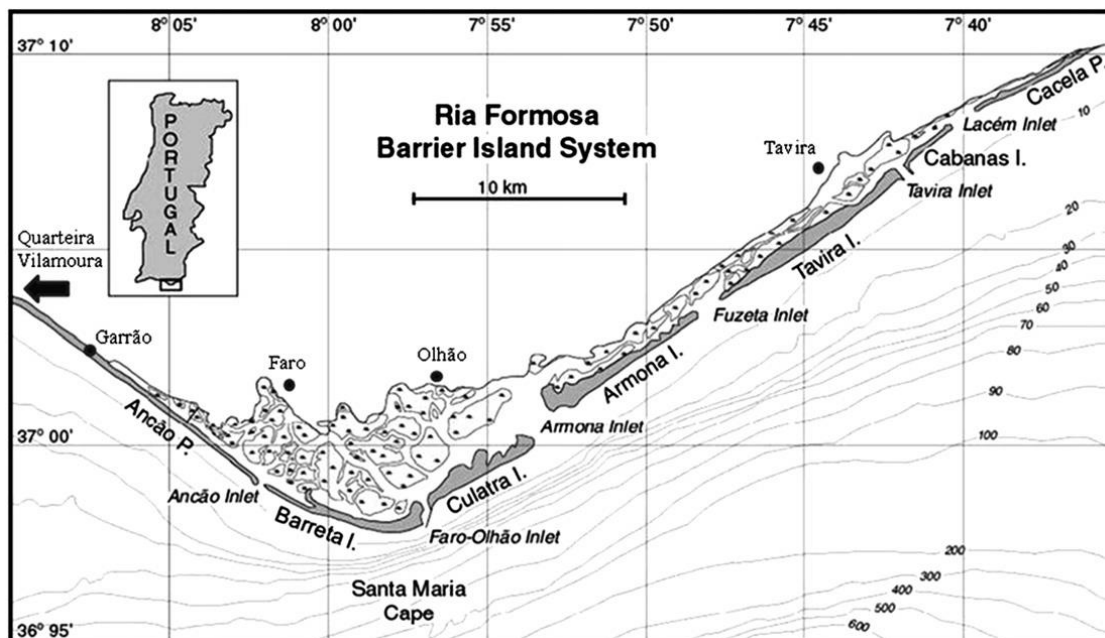 8° 05'
8° 00'
7° 55'
7° 50'
7° 45'
7° 40'
37° 10'
PORTUGAL
Ria Formosa
Barrier Island System
10 km
Tavira
Cacela P.
10
Lacém Inlet
Cabanas I.
Tavira Inlet
20
30
40
50
60
70
80
90
100
Quarteira
Vilamoura
Tavira I.
Fuzeta Inlet
Garrão
Faro
Olhão
Armona I.
Armona Inlet
Ancão P.
37° 00'
Ancão Inlet
Culatra I.
Barreta I.
Faro-Olhão Inlet
Santa Maria
Cape
200
300
400
500
600
36° 95'